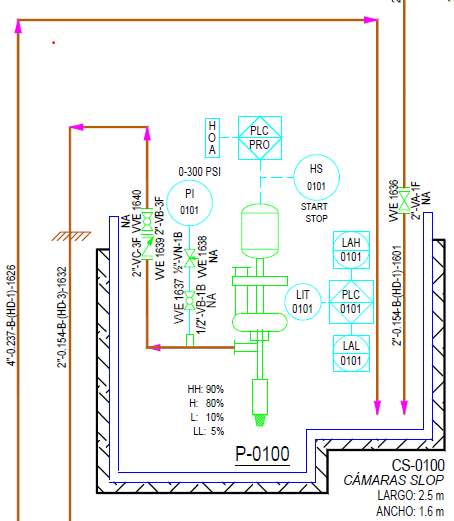 H
O
A
PLC
PRO
0-300 PSI
HS
0101
START
STOP
PI
0101
NA
VVE 1640
2"-VB-3F
2"-VC-3F
VVE 1639
½"-VN-1B
VVE 1638
NA
VVE 1637
1/2"-VB-1B
NA
VVE 1636
2"-VA-1F
NA
LAH
0101
LIT
0101
PLC
0101
LAL
0101
4"-0.237-B-(HD-1)-1626
2"-0.154-B-(HD-3)-1632
2"-0.154-B-(HD-1)-1601
HH: 90%
H: 80%
L: 10%
LL: 5%
P-0100
CS-0100
CÁMARAS SLOP
LARGO: 2.5 m
ANCHO: 1.6 m